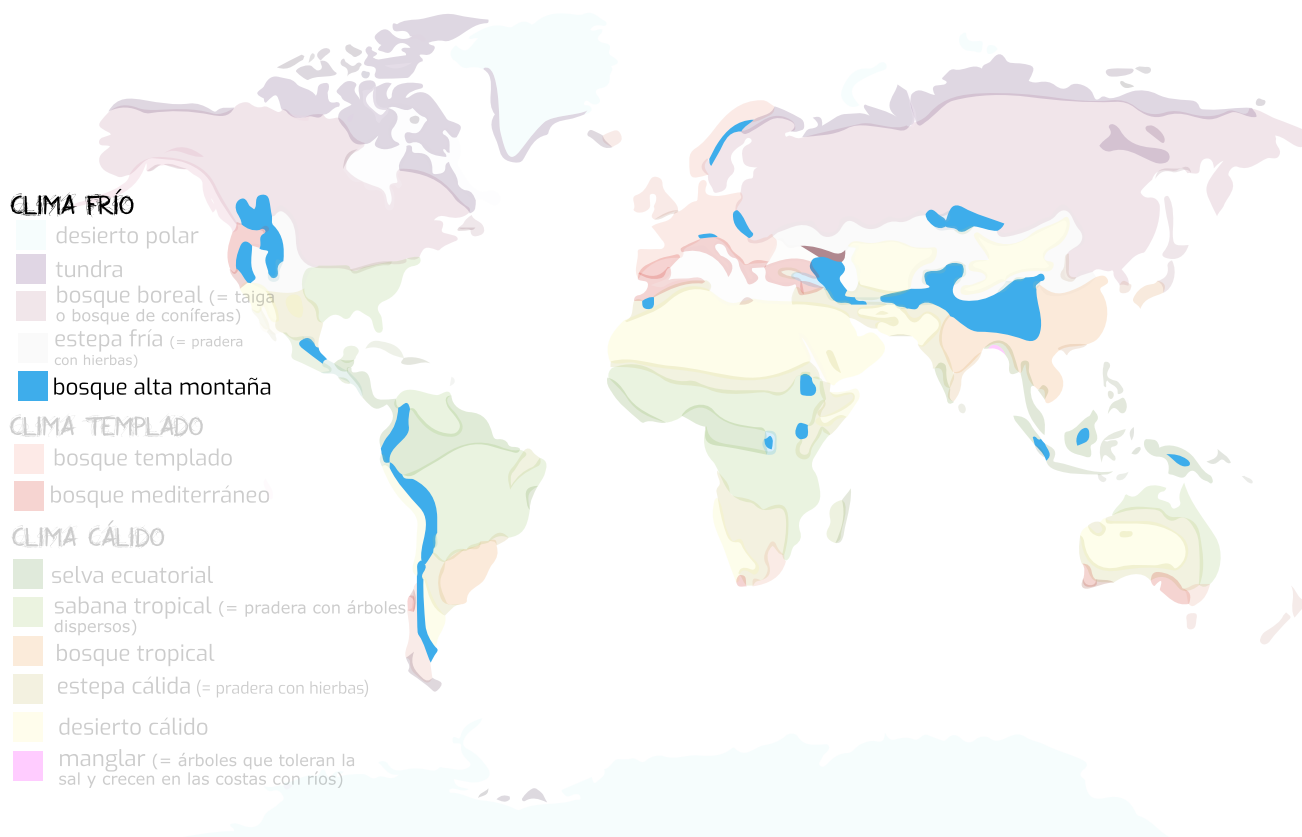 CLIMA FRÍO
desierto polar
tundra
bosque boreal (= taiga
o bosque de coníferas)
estepa fría (= pradera
con hierbas)
bosque alta montaña
CLIMA TEMPLADO
bosque templado
bosque mediterráneo
CLIMA CÁLIDO
selva ecuatorial
sabana tropical (= pradera con árboles
dispersos)
bosque tropical
estepa cálida (= pradera con hierbas)
desierto cálido
manglar (= árboles que toleran la
sal y crecen en las costas con ríos)